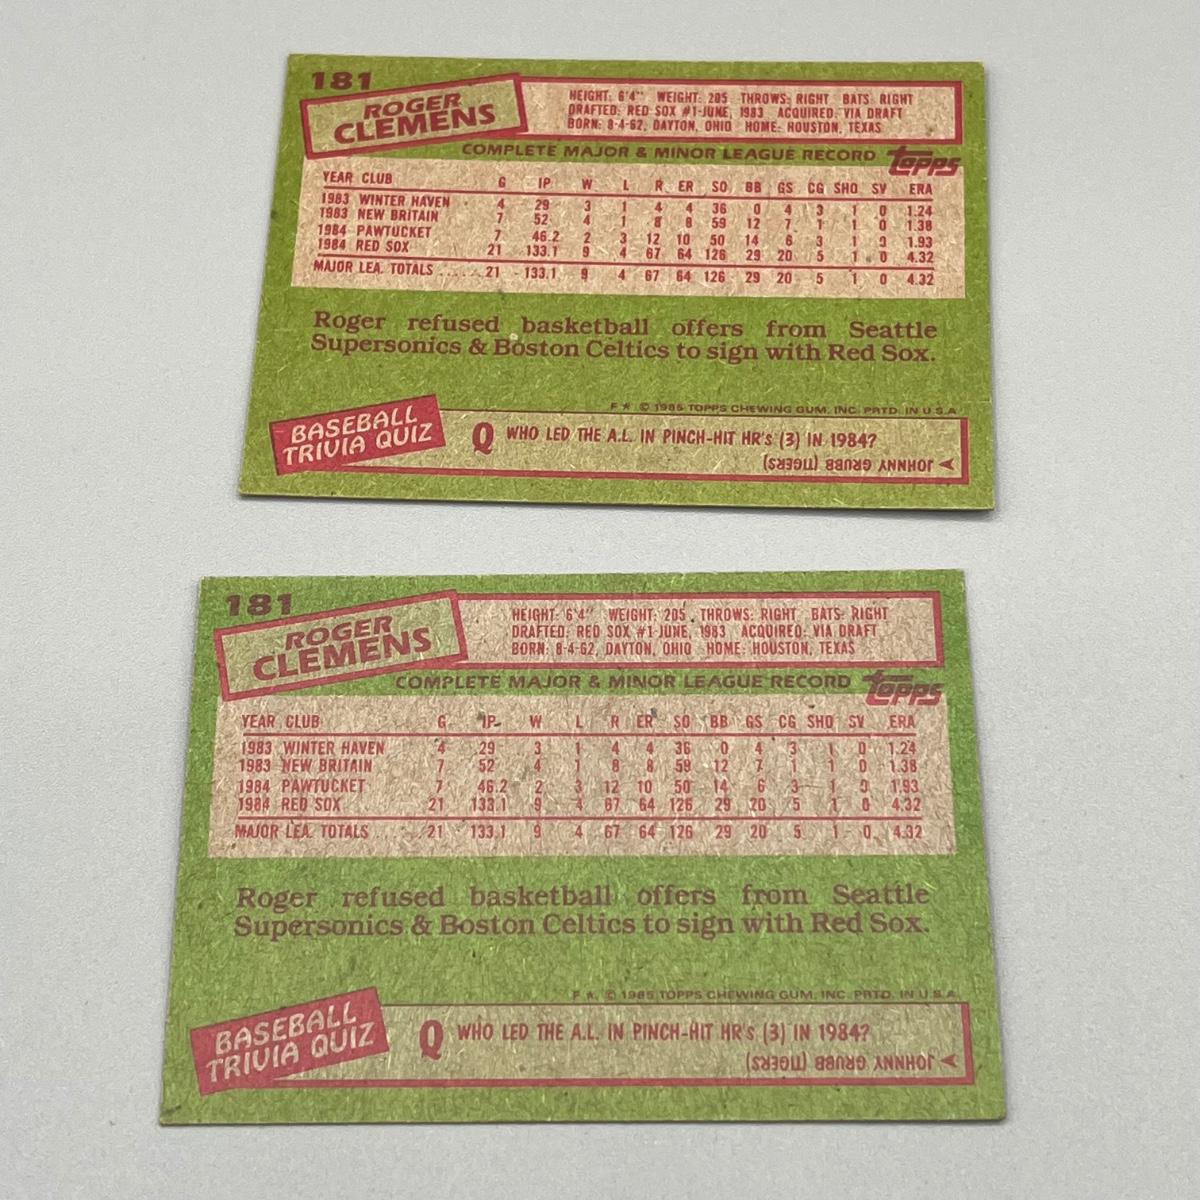 181
ROGER
CLEMENS
HEIGHT: 6'4" WEIGHT: 205 THROWS: RIGHT BATS: RIGHT
DRAFTED: RED SOX #1-JUNE, 1983 ACQUIRED: VIA DRAFT
BORN: 8-4-62, DAYTON, OHIO HOME: HOUSTON, TEXAS
COMPLETE MAJOR & MINOR LEAGUE RECORD topps
YEAR CLUB G IP W L R ER SO BB GS CG SHO SV ERA
1983 WINTER HAVEN 4 29 3 1 4 4 36 0 4 3 1 0 1.24
1983 NEW BRITAIN 7 52 4 1 8 8 59 12 7 1 1 0 1.38
1984 PAWTUCKET 7 46.2 2 3 12 10 50 14 6 3 1 0 1.93
1984 RED SOX 21 133.1 9 4 67 64 126 29 20 5 1 0 4.32
MAJOR LEA. TOTALS ..... 21 133.1 9 4 67 64 126 29 20 5 1 0 4.32
Roger refused basketball offers from Seattle
Supersonics & Boston Celtics to sign with Red Sox.
F ★ © 1985 TOPPS CHEWING GUM, INC. PRTD. IN U.S.A.
BASEBALL
TRIVIA QUIZ
Q WHO LED THE A.L. IN PINCH-HIT HR's (3) IN 1984?
JOHNNY GRUBB (TIGERS)
181
ROGER
CLEMENS
HEIGHT: 6'4" WEIGHT: 205 THROWS: RIGHT BATS: RIGHT
DRAFTED: RED SOX #1-JUNE, 1983 ACQUIRED: VIA DRAFT
BORN: 8-4-62, DAYTON, OHIO HOME: HOUSTON, TEXAS
COMPLETE MAJOR & MINOR LEAGUE RECORD topps
YEAR CLUB G IP W L R ER SO BB GS CG SHO SV ERA
1983 WINTER HAVEN 4 29 3 1 4 4 36 0 4 3 1 0 1.24
1983 NEW BRITAIN 7 52 4 1 8 8 59 12 7 1 1 0 1.38
1984 PAWTUCKET 7 46.2 2 3 12 10 50 14 6 3 1 0 1.93
1984 RED SOX 21 133.1 9 4 67 64 126 29 20 5 1 0 4.32
MAJOR LEA. TOTALS ..... 21 133.1 9 4 67 64 126 29 20 5 1 0 4.32
Roger refused basketball offers from Seattle
Supersonics & Boston Celtics to sign with Red Sox.
F ★ © 1985 TOPPS CHEWING GUM, INC. PRTD. IN U.S.A.
BASEBALL
TRIVIA QUIZ
Q WHO LED THE A.L. IN PINCH-HIT HR's (3) IN 1984?
JOHNNY GRUBB (TIGERS)